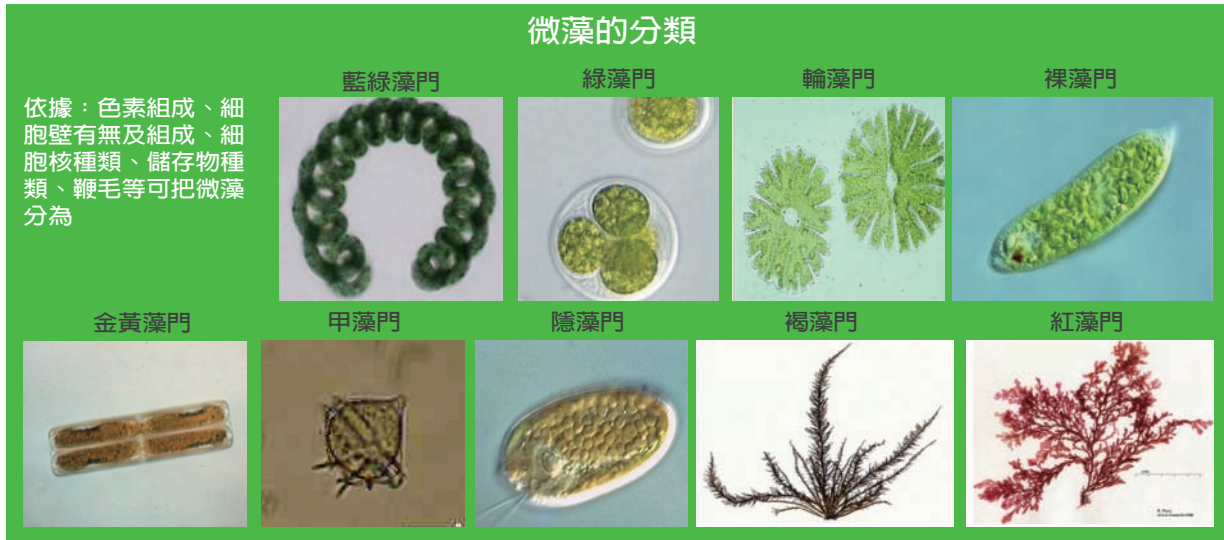 微藻的分類
依據：色素組成、細
胞壁有無及組成、細
胞核種類、儲存物種
類、鞭毛等可把微藻
分為
藍綠藻門
綠藻門
輪藻門
裸藻門
金黃藻門
甲藻門
隱藻門
褐藻門
紅藻門